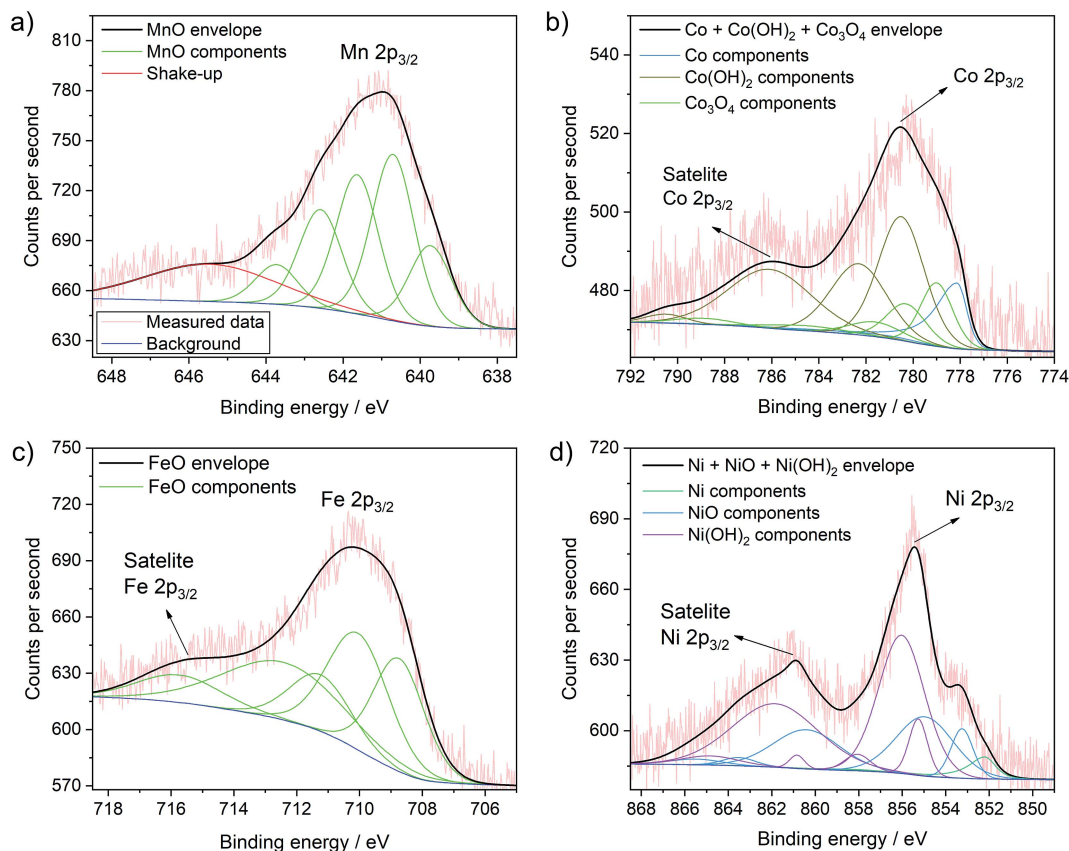 a)
Counts per second
815
780
750
720
690
660
630
MnO envelope
MnO components
Shake-up
Mn 2p3/2
Measured data
Background
648 646 644 642 640 638
Binding energy / eV
b)
Counts per second
550
520
500
480
Co + Co(OH)2 + Co3O4 envelope
Co components
Co(OH)2 components
Co3O4 components
Co 2p3/2
Satelite
Co 2p3/2
792 790 788 786 784 782 780 778 776 774
Binding energy / eV
c)
Counts per second
750
720
690
660
630
600
570
FeO envelope
FeO components
Fe 2p3/2
Satelite
Fe 2p3/2
718 716 714 712 710 708 706
Binding energy / eV
d)
Counts per second
720
690
660
630
600
Ni + NiO + Ni(OH)2 envelope
Ni components
NiO components
Ni(OH)2 components
Ni 2p3/2
Satelite
Ni 2p3/2
868 866 864 862 860 858 856 854 852 850
Binding energy / eV